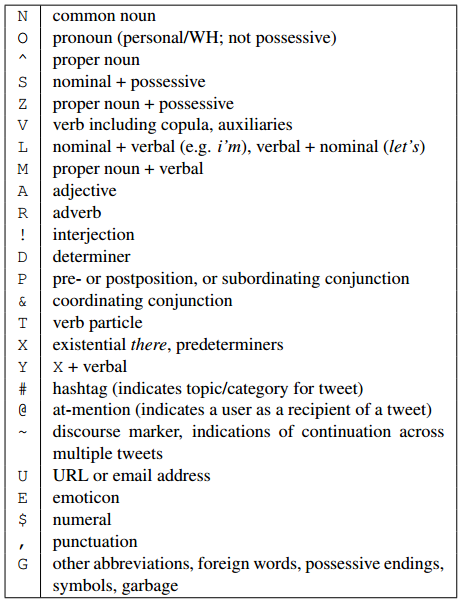 N common noun
O pronoun (personal/WH; not possessive)
^ proper noun
S nominal + possessive
Z proper noun + possessive
V verb including copula, auxiliaries
L nominal + verbal (e.g. i'm), verbal + nominal (let's)
M proper noun + verbal
A adjective
R adverb
! interjection
D determiner
P pre- or postposition, or subordinating conjunction
& coordinating conjunction
T verb particle
X existential there, predeterminers
Y X + verbal
# hashtag (indicates topic/category for tweet)
@ at-mention (indicates a user as a recipient of a tweet)
~ discourse marker, indications of continuation across
multiple tweets
U URL or email address
E emoticon
$ numeral
, punctuation
G other abbreviations, foreign words, possessive endings,
symbols, garbage